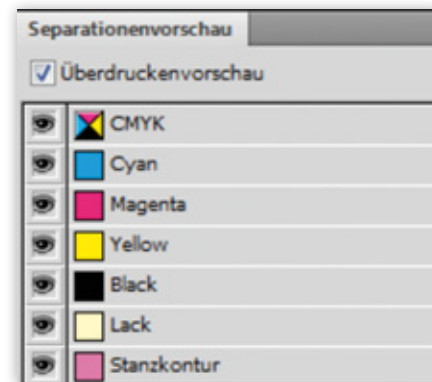 Separationenvorschau
Überdruckenvorschau
CMYK
Cyan
Magenta
Yellow
Black
Lack
Stanzkontur